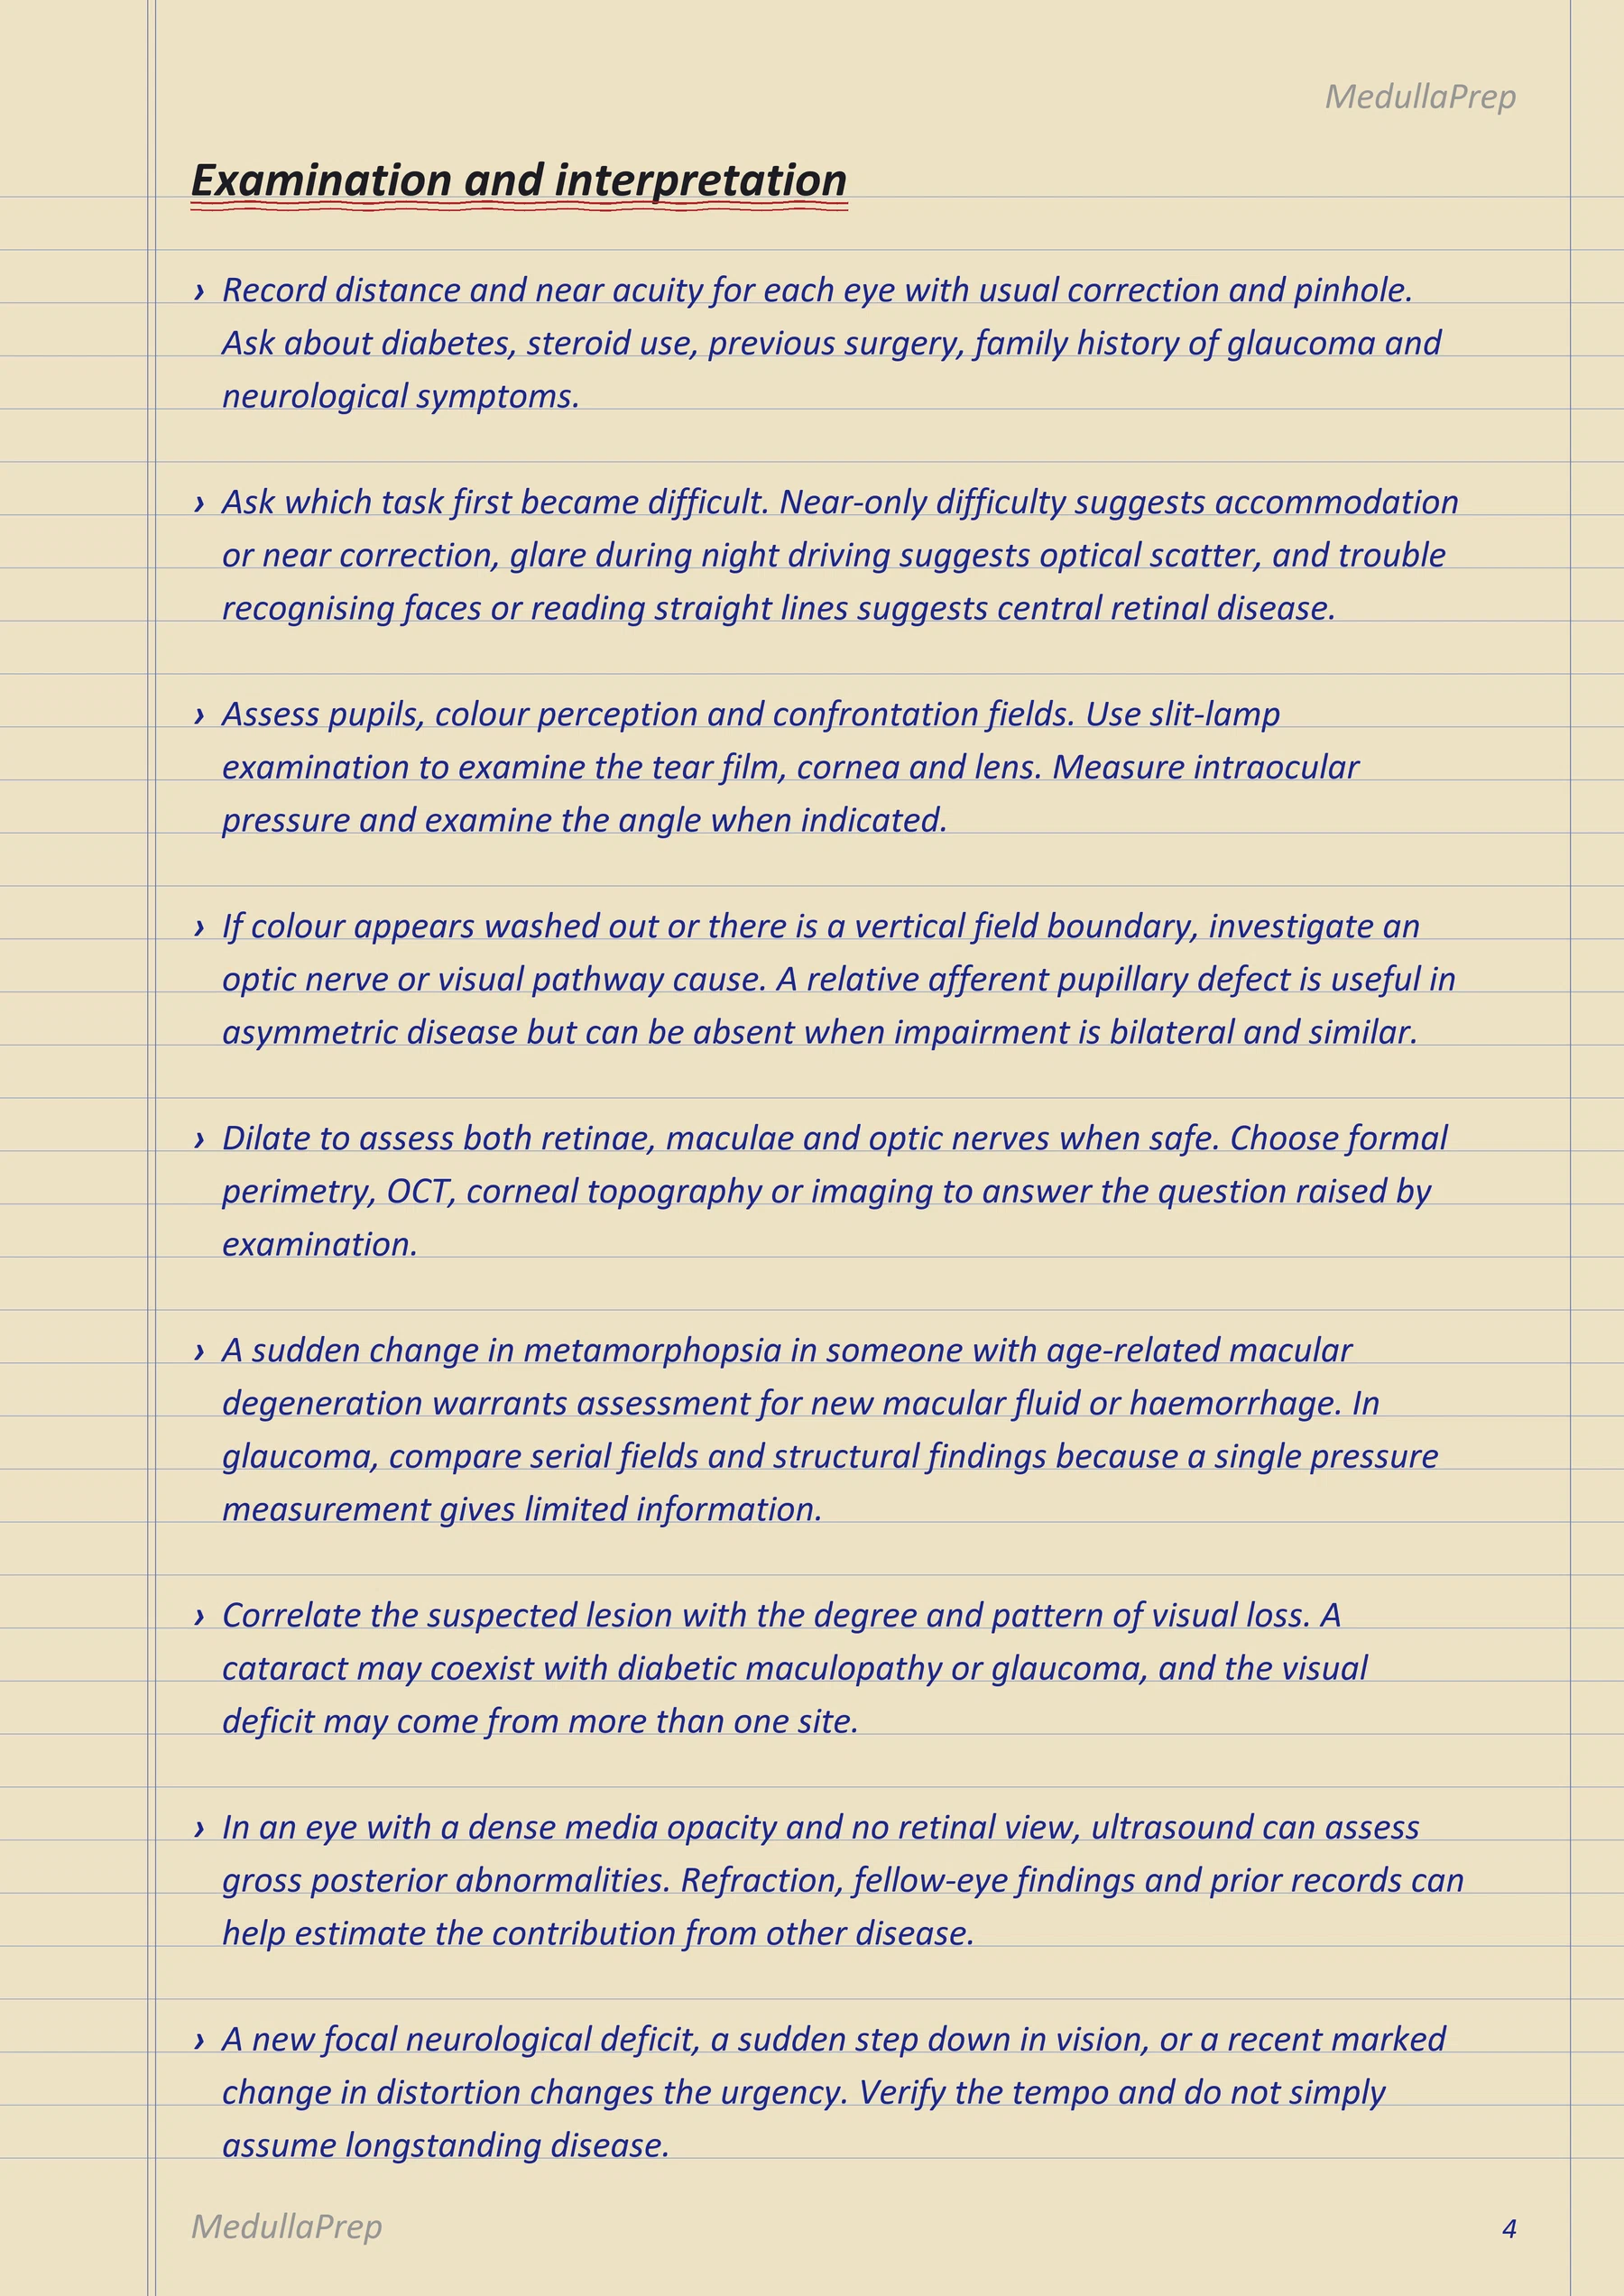 MedullaPrep
Examination and interpretation
› Record distance and near acuity for each eye with usual correction and pinhole.
Ask about diabetes, steroid use, previous surgery, family history of glaucoma and
neurological symptoms.
› Ask which task first became difficult. Near-only difficulty suggests accommodation
or near correction, glare during night driving suggests optical scatter, and trouble
recognising faces or reading straight lines suggests central retinal disease.
› Assess pupils, colour perception and confrontation fields. Use slit-lamp
examination to examine the tear film, cornea and lens. Measure intraocular
pressure and examine the angle when indicated.
› If colour appears washed out or there is a vertical field boundary, investigate an
optic nerve or visual pathway cause. A relative afferent pupillary defect is useful in
asymmetric disease but can be absent when impairment is bilateral and similar.
› Dilate to assess both retinae, maculae and optic nerves when safe. Choose formal
perimetry, OCT, corneal topography or imaging to answer the question raised by
examination.
› A sudden change in metamorphopsia in someone with age-related macular
degeneration warrants assessment for new macular fluid or haemorrhage. In
glaucoma, compare serial fields and structural findings because a single pressure
measurement gives limited information.
› Correlate the suspected lesion with the degree and pattern of visual loss. A
cataract may coexist with diabetic maculopathy or glaucoma, and the visual
deficit may come from more than one site.
› In an eye with a dense media opacity and no retinal view, ultrasound can assess
gross posterior abnormalities. Refraction, fellow-eye findings and prior records can
help estimate the contribution from other disease.
› A new focal neurological deficit, a sudden step down in vision, or a recent marked
change in distortion changes the urgency. Verify the tempo and do not simply
assume longstanding disease.
MedullaPrep
4